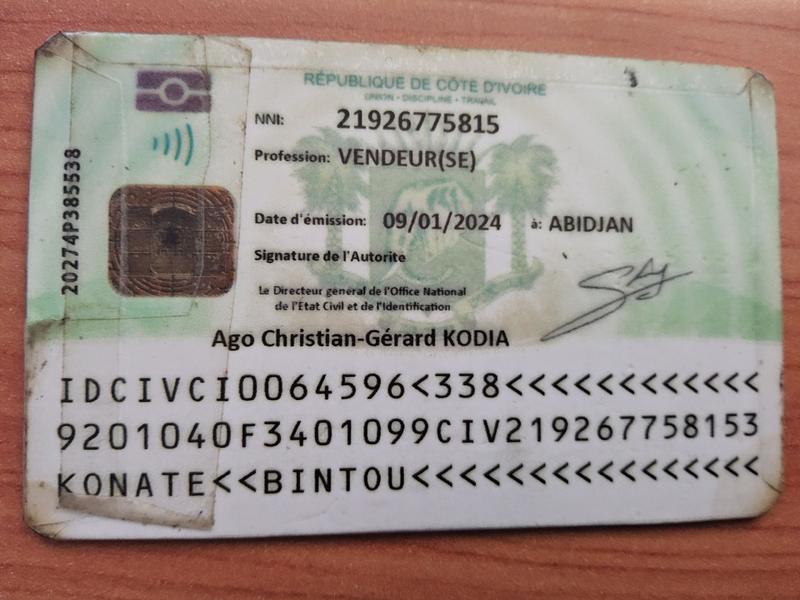 RÉPUBLIQUE DE CÔTE D'IVOIRE
UNION - DISCIPLINE - TRAVAIL
NNI: 21926775815
Profession: VENDEUR(SE)
20274P385538
Date d'émission: 09/01/2024 à: ABIDJAN
Signature de l'Autorité
Le Directeur général de l'Office National
de l'État Civil et de l'Identification
Ago Christian-Gérard KODIA
IDCIVCI0064596<338<<<<<<<<<<<<
9201040F3401099CIV219267758153
KONATE<<BINTOU<<<<<<<<<<<<<<<<